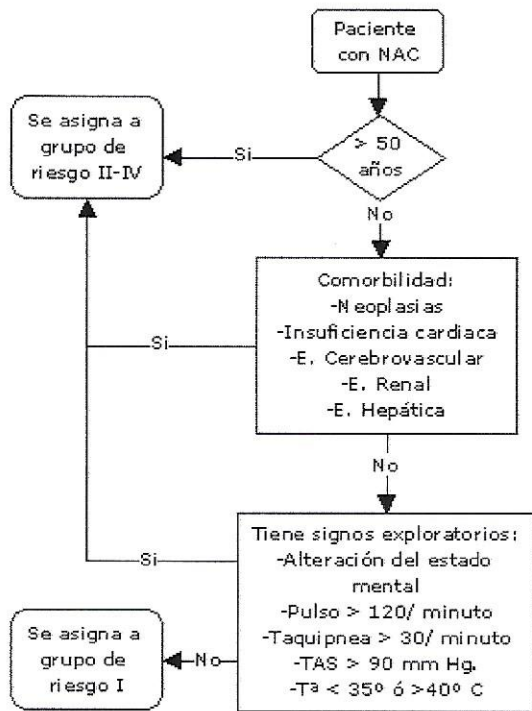 Paciente
con NAC
> 50
años
Si
Se asigna a
grupo de
riesgo II-IV
No
Comorbilidad:
-Neoplasias
-Insuficiencia cardiaca
-E. Cerebrovascular
-E. Renal
-E. Hepática
Si
No
Tiene signos exploratorios:
-Alteración del estado
mental
-Pulso > 120/ minuto
-Taquipnea > 30/ minuto
-TAS > 90 mm Hg.
-Tª < 35º ó >40º C
Si
No
Se asigna a
grupo de
riesgo I